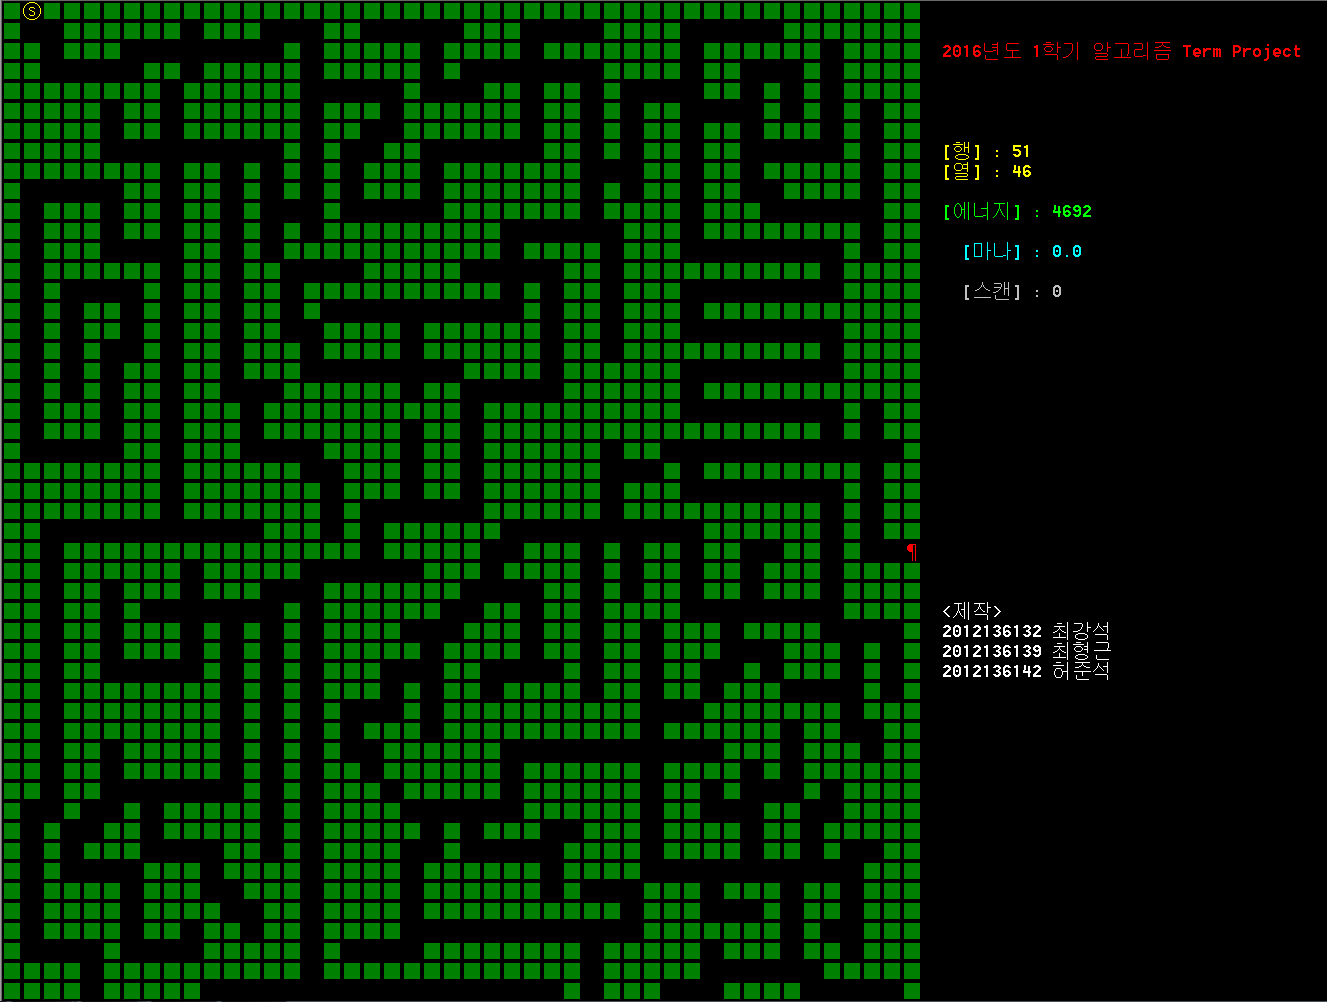 S
2016년도 1학기 알고리즘 Term Project
[행] : 51
[열] : 46
[에너지] : 4692
[마나] : 0.0
[스캔] : 0
¶
<제작>
2012136132 최강석
2012136139 최형근
2012136142 허준석